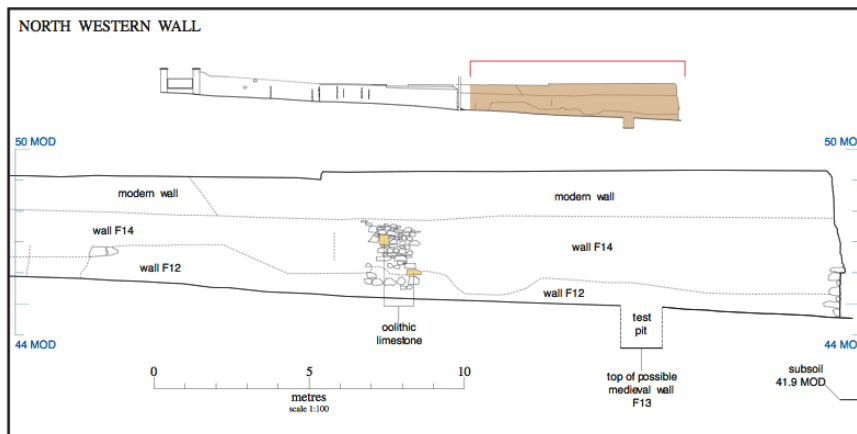 NORTH WESTERN WALL
50 MOD
50 MO
modern wall
modern wall
wall F14
wall F14
wall F12
wall F12
oolithic
limestone
test
pit
44 MOD
44 MO
top of possible
medieval wall
F13
subsoil
41.9 MOD
0
5
10
metres
scale 1:100